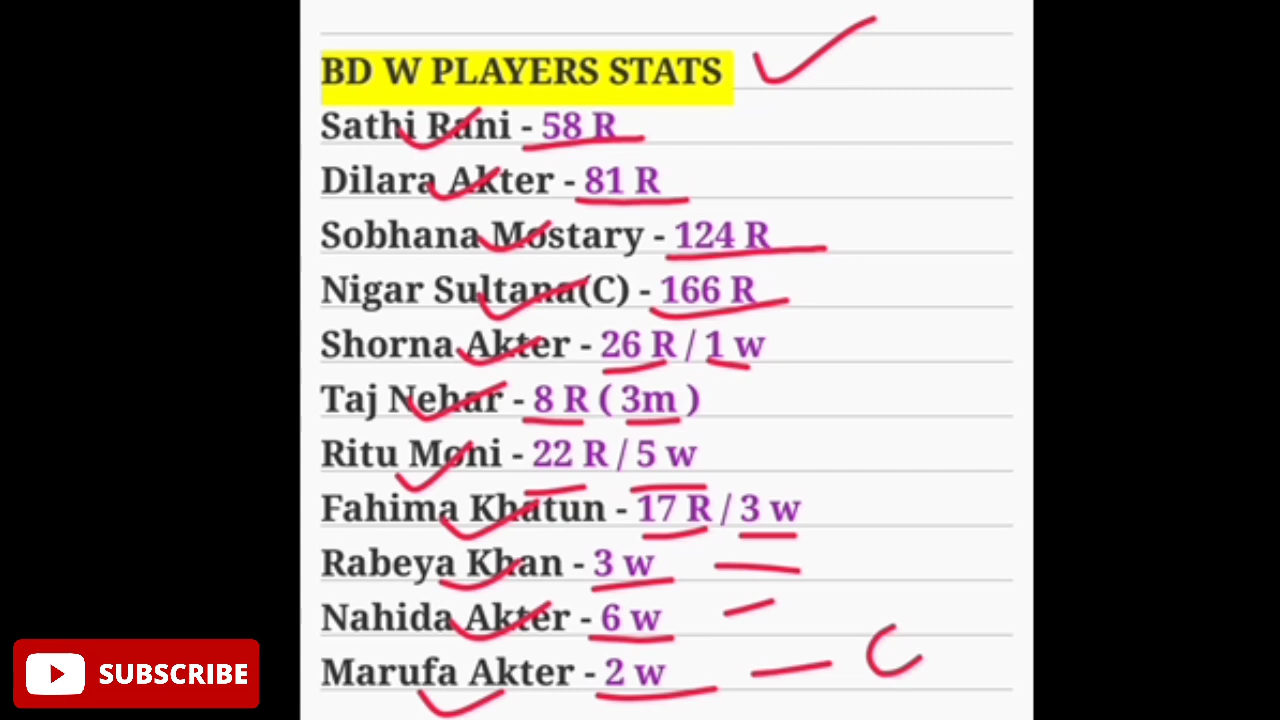 BD W PLAYERS STATS
Sathi Rani - 58 R
Dilara Akter - 81 R
Sobhana Mostary - 124 R
Nigar Sultana(C) - 166 R
Shorna Akter - 26 R / 1 w
Taj Nehar - 8 R ( 3m )
Ritu Moni - 22 R / 5 w
Fahima Khatun - 17 R / 3 w
Rabeya Khan - 3 w
Nahida Akter - 6 w
Marufa Akter - 2 w
SUBSCRIBE